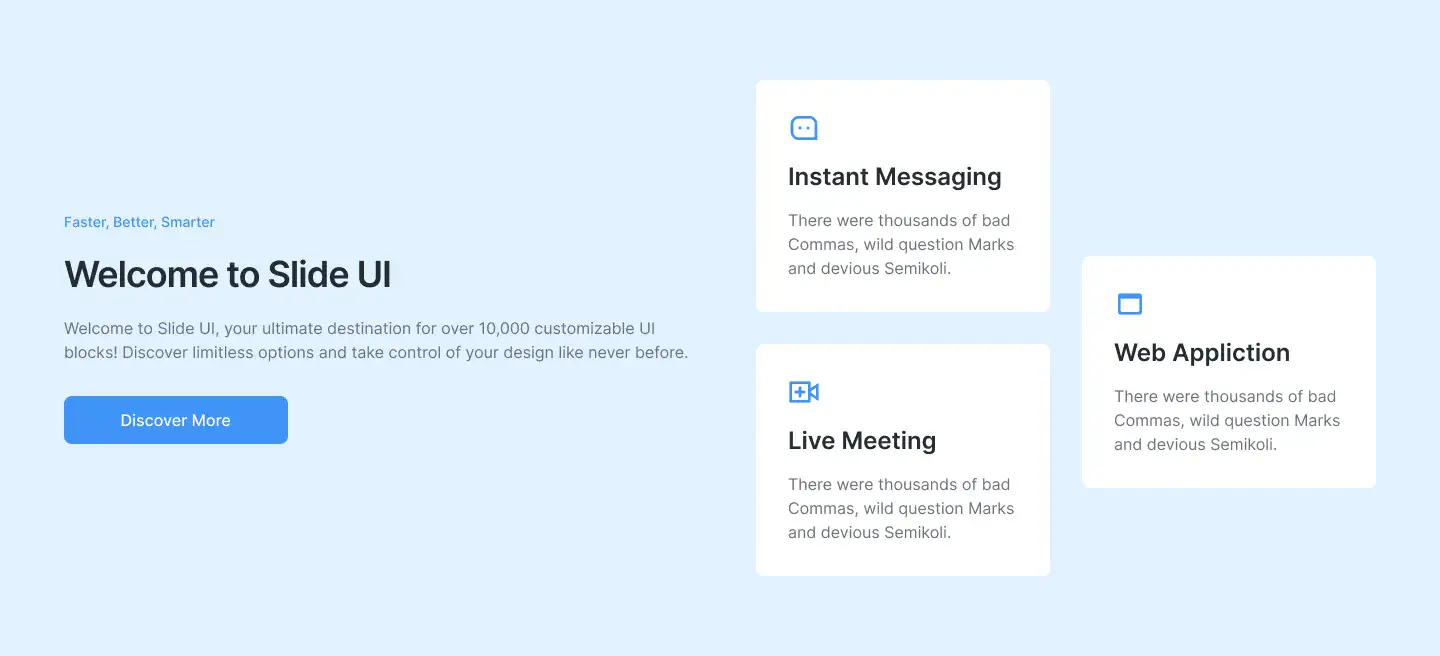 Faster, Better, Smarter
Welcome to Slide UI
Welcome to Slide UI, your ultimate destination for over 10,000 customizable UI
blocks! Discover limitless options and take control of your design like never before.
Discover More
Instant Messaging
There were thousands of bad
Commas, wild question Marks
and devious Semikoli.
Live Meeting
There were thousands of bad
Commas, wild question Marks
and devious Semikoli.
Web Appliction
There were thousands of bad
Commas, wild question Marks
and devious Semikoli.